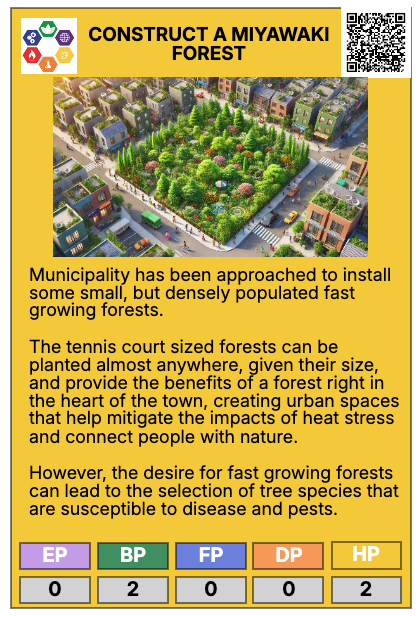 CONSTRUCT A MIYAWAKI
FOREST
Municipality has been approached to install
some small, but densely populated fast
growing forests.
The tennis court sized forests can be
planted almost anywhere, given their size,
and provide the benefits of a forest right in
the heart of the town, creating urban spaces
that help mitigate the impacts of heat stress
and connect people with nature.
However, the desire for fast growing forests
can lead to the selection of tree species that
are susceptible to disease and pests.
EP BP FP DP HP
0 2 0 0 2